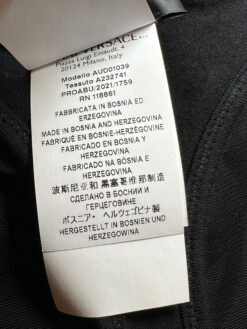 VERSACE
Piazza Luigi Einaudi, 4
20124 Milano, Italy
Modello AUD01039
Tessuto A232741
PROABU/2021/1759
RN 116861
FABBRICATA IN BOSNIA ED
ERZEGOVINA
MADE IN BOSNIA AND HERZEGOVINA
FABRIQUÉ EN BOSNIE-HERZÉGOVINE
FABRICADO EN BOSNIA Y
HERZEGOVINA
FABRICADO NA BÓSNIA E
HERZEGOVINA
波斯尼亚和 黑塞哥维那制造
СДЕЛАНО В БОСНИИ И
ГЕРЦЕГОВИНЕ
ボスニア・ヘルツェゴビナ製
HERGESTELLT IN BOSNIEN UND
HERZEGOWINA